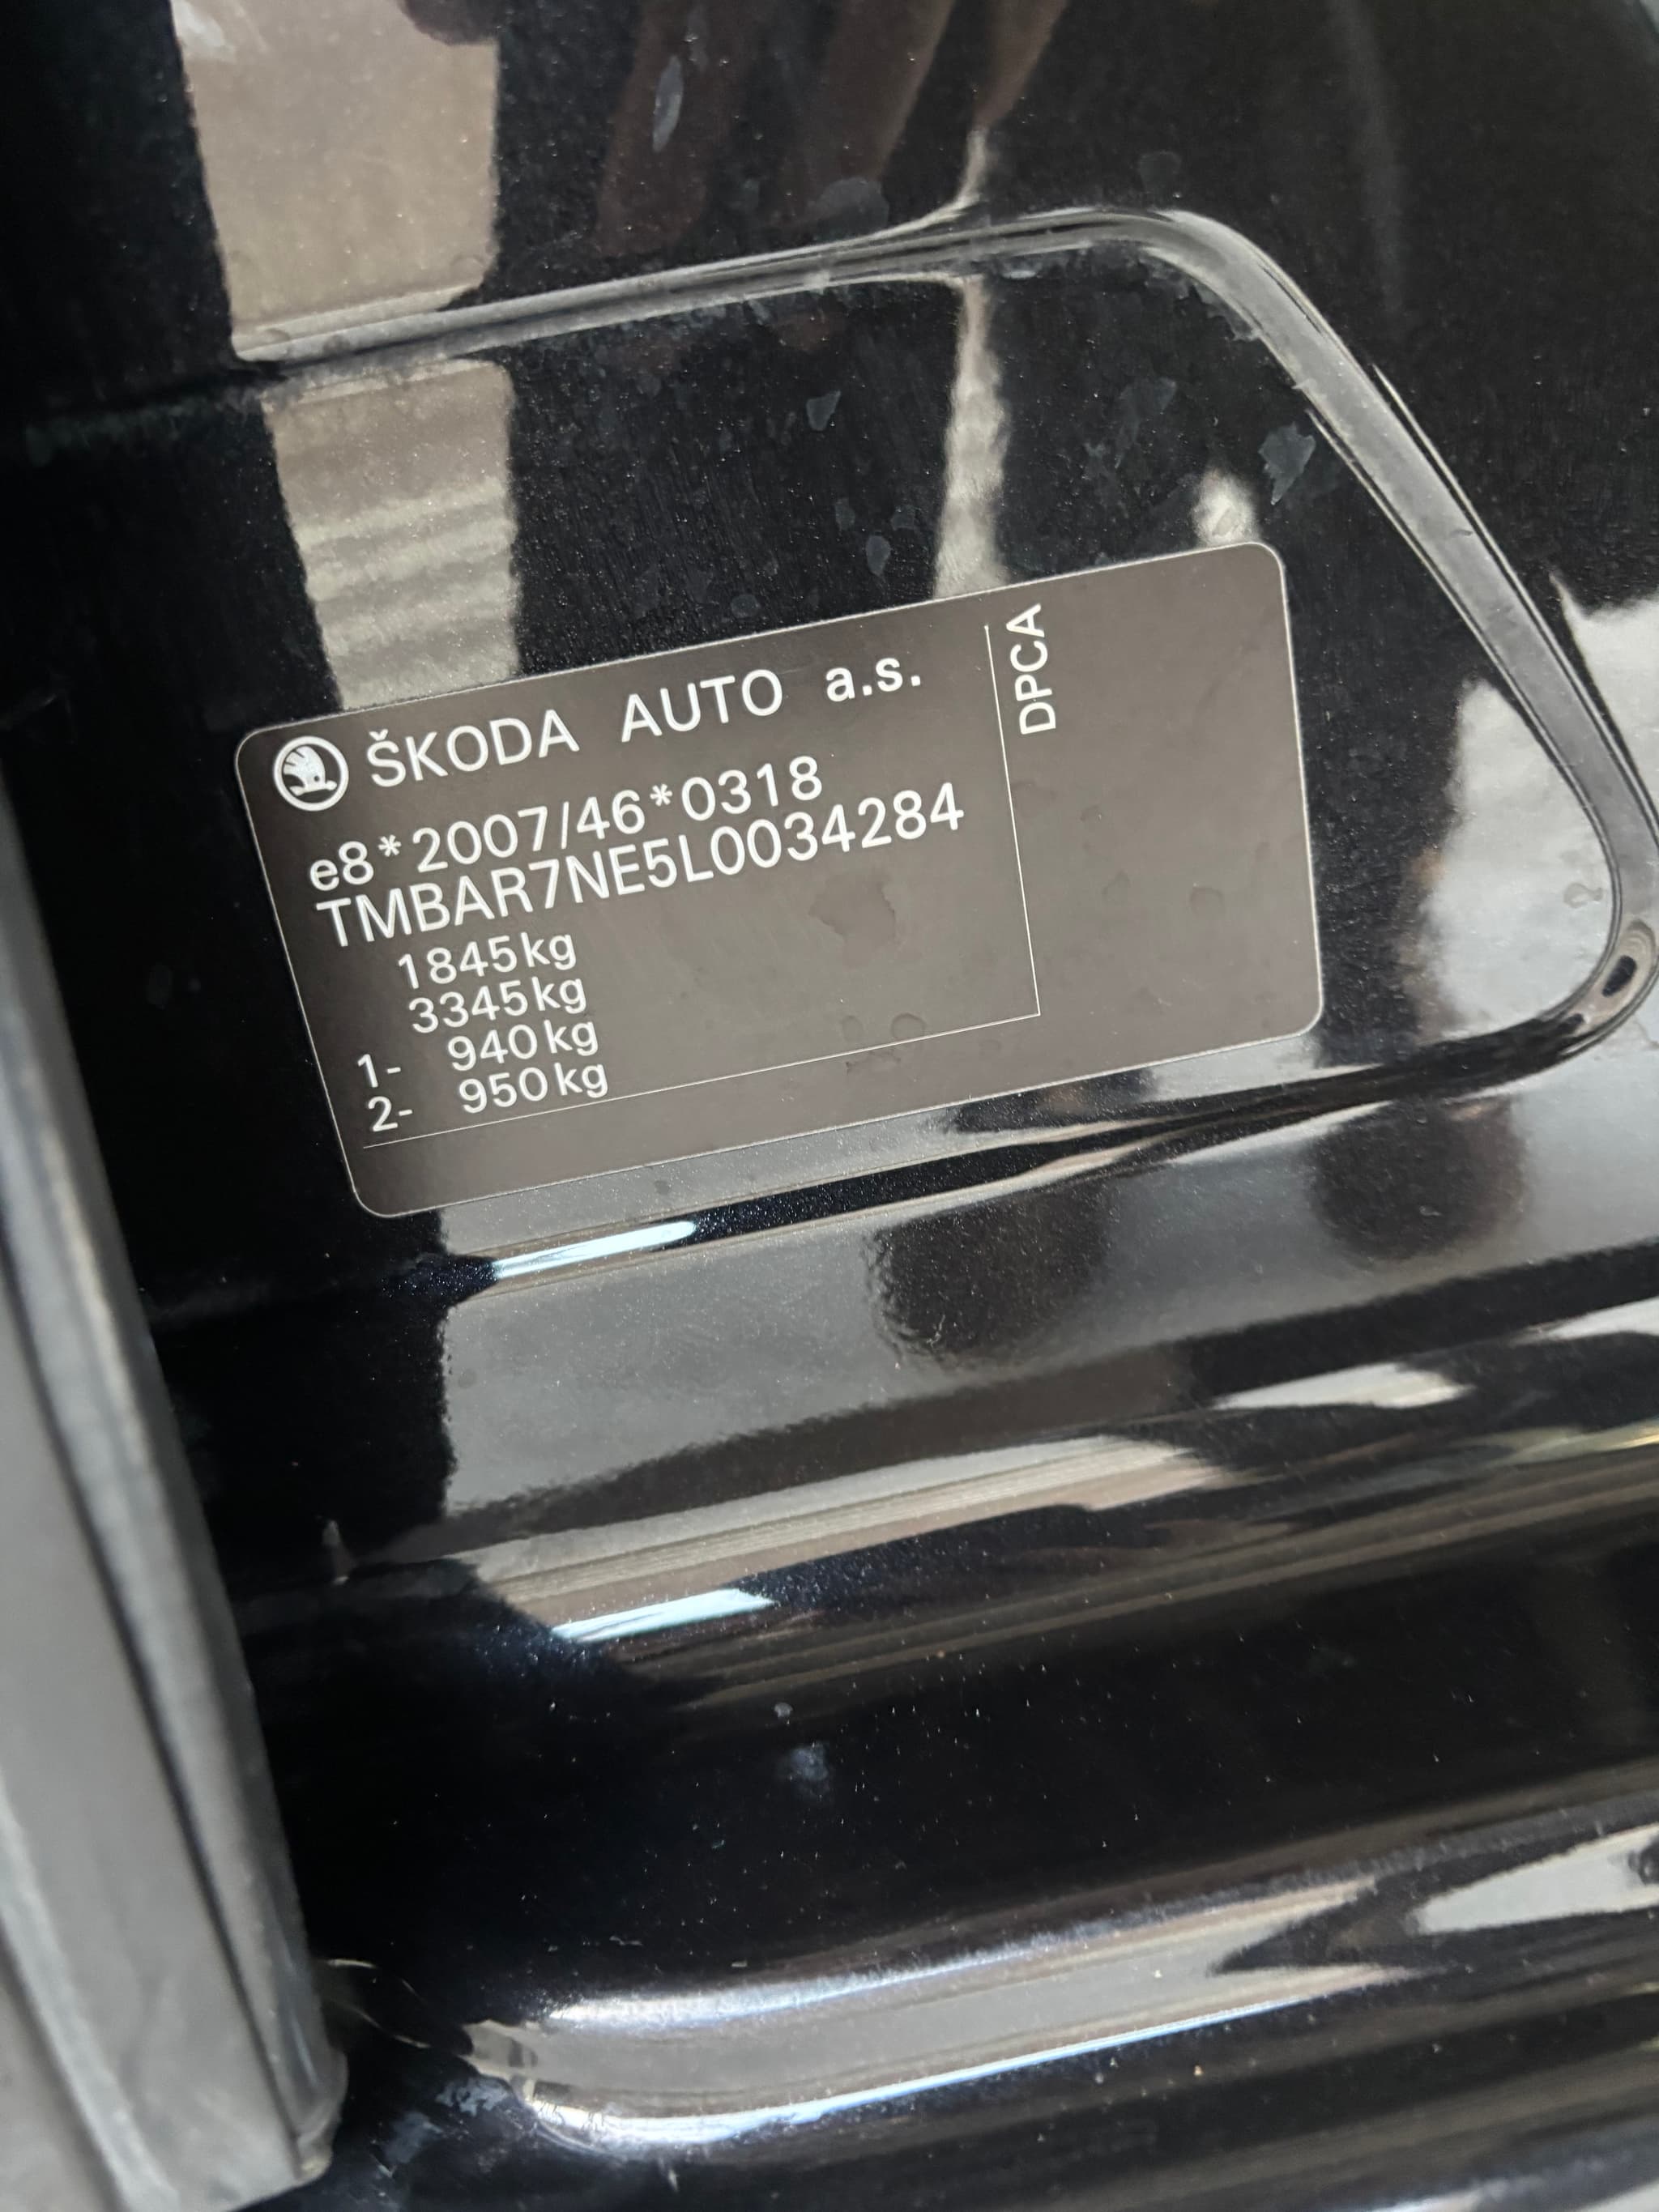 ŠKODA AUTO a.s.
e8*2007/46*0318
TMBAR7NE5L0034284
1845kg
3345kg
1- 940kg
2- 950kg
DPCA